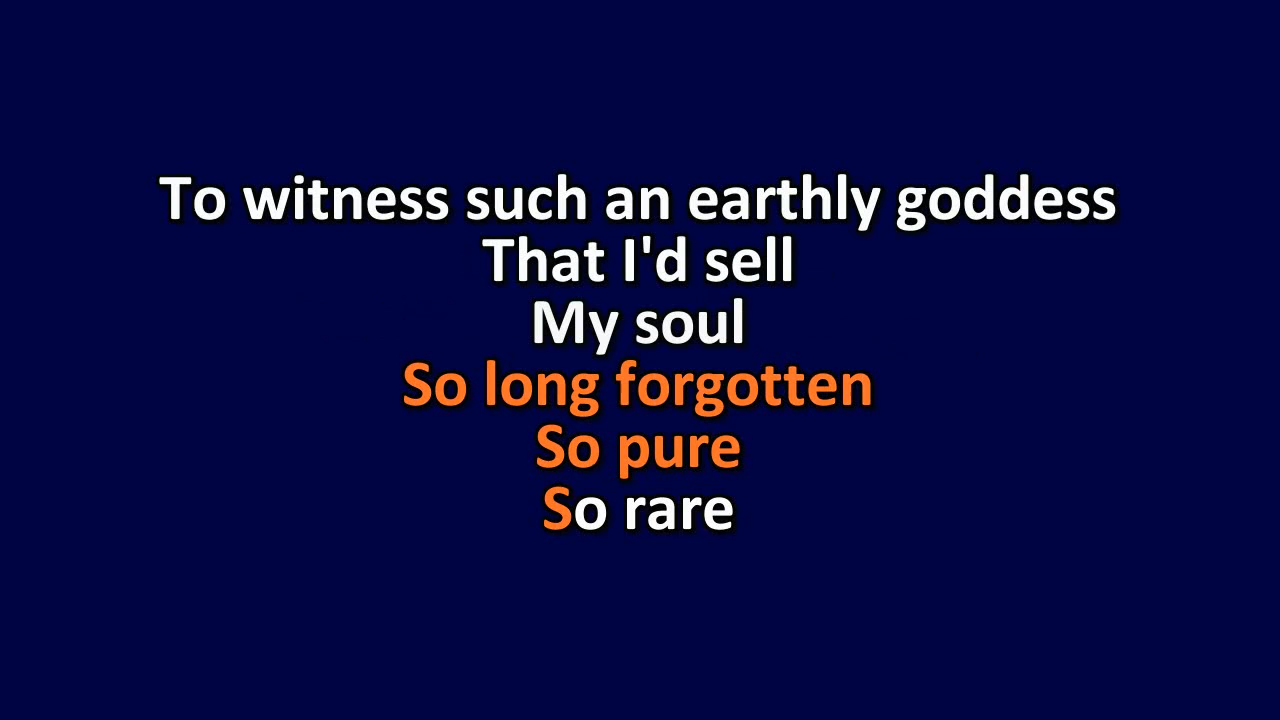 To witness such an earthly goddess
That I'd sell
My soul
So long forgotten
So pure
So rare